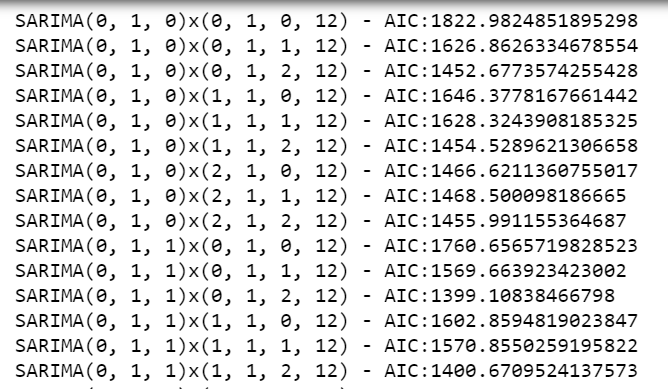 SARIMA(0, 1, 0)x(0, 1, 0, 12) - AIC:1822.9824851895298
SARIMA(0, 1, 0)x(0, 1, 1, 12) - AIC:1626.8626334678554
SARIMA(0, 1, 0)x(0, 1, 2, 12) - AIC:1452.6773574255428
SARIMA(0, 1, 0)x(1, 1, 0, 12) - AIC:1646.3778167661442
SARIMA(0, 1, 0)x(1, 1, 1, 12) - AIC:1628.3243908185325
SARIMA(0, 1, 0)x(1, 1, 2, 12) - AIC:1454.5289621306658
SARIMA(0, 1, 0)x(2, 1, 0, 12) - AIC:1466.6211360755017
SARIMA(0, 1, 0)x(2, 1, 1, 12) - AIC:1468.500098186665
SARIMA(0, 1, 0)x(2, 1, 2, 12) - AIC:1455.991155364687
SARIMA(0, 1, 1)x(0, 1, 0, 12) - AIC:1760.6565719828523
SARIMA(0, 1, 1)x(0, 1, 1, 12) - AIC:1569.663923423002
SARIMA(0, 1, 1)x(0, 1, 2, 12) - AIC:1399.10838466798
SARIMA(0, 1, 1)x(1, 1, 0, 12) - AIC:1602.8594819023847
SARIMA(0, 1, 1)x(1, 1, 1, 12) - AIC:1570.8550259195822
SARIMA(0, 1, 1)x(1, 1, 2, 12) - AIC:1400.6709524137573